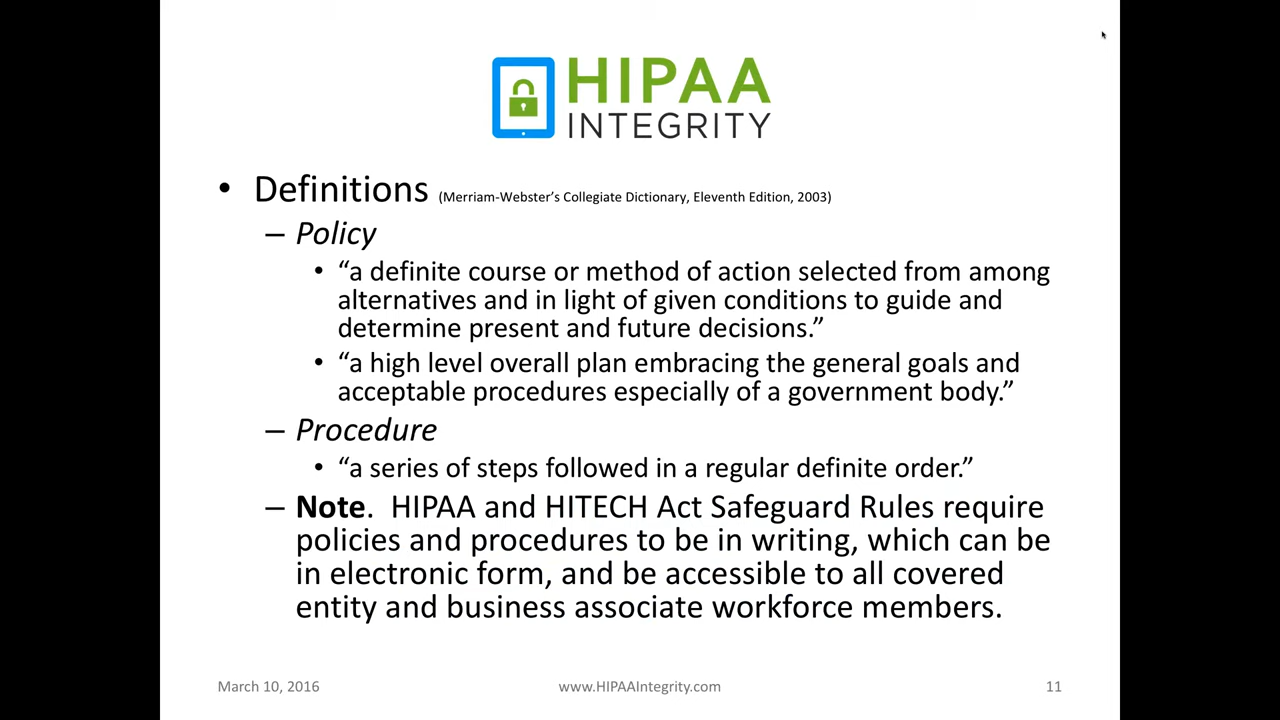 HIPAA
INTEGRITY
• Definitions (Merriam-Webster’s Collegiate Dictionary, Eleventh Edition, 2003)
– Policy
• “a definite course or method of action selected from among
alternatives and in light of given conditions to guide and
determine present and future decisions.”
• “a high level overall plan embracing the general goals and
acceptable procedures especially of a government body.”
– Procedure
• “a series of steps followed in a regular definite order.”
– Note. HIPAA and HITECH Act Safeguard Rules require
policies and procedures to be in writing, which can be
in electronic form, and be accessible to all covered
entity and business associate workforce members.
March 10, 2016 www.HIPAAIntegrity.com 11